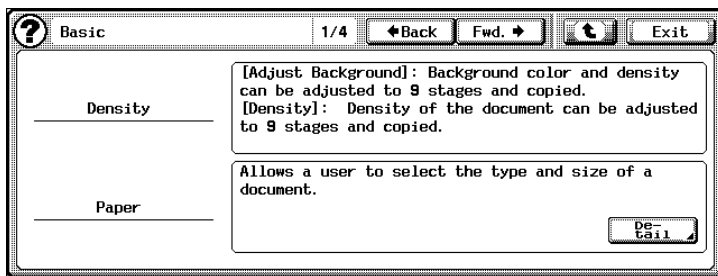 ? Basic 1/4 ←Back Fwd. → Exit
Density
[Adjust Background]: Background color and density
can be adjusted to 9 stages and copied.
[Density]: Density of the document can be adjusted
to 9 stages and copied.
Paper
Allows a user to select the type and size of a
document.
De-
tail